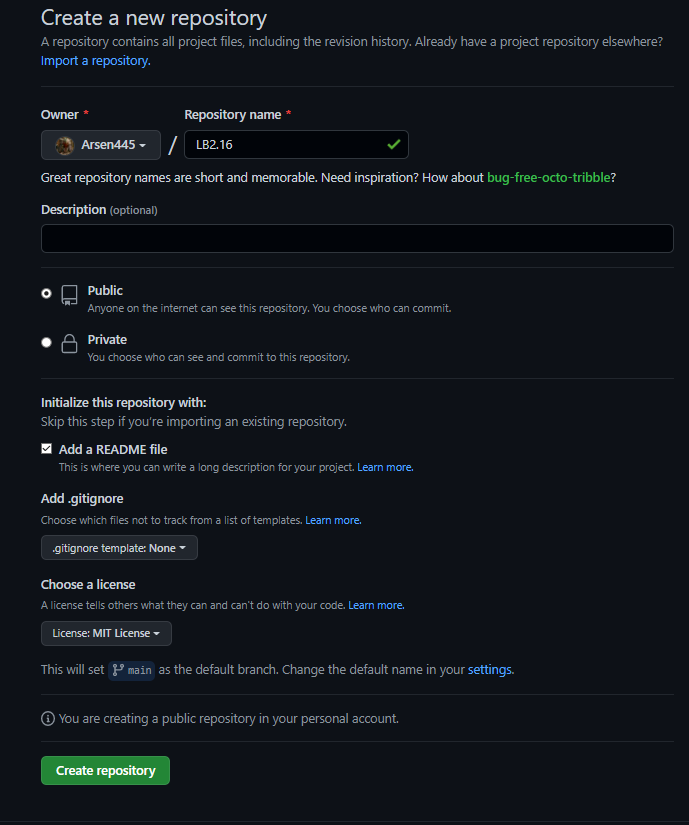 Create a new repository
A repository contains all project files, including the revision history. Already have a project repository elsewhere?
Import a repository.
Owner *
Repository name *
Arsen445
/
LB2.16
Great repository names are short and memorable. Need inspiration? How about bug-free-octo-tribble?
Description (optional)
Public
Anyone on the internet can see this repository. You choose who can commit.
Private
You choose who can see and commit to this repository.
Initialize this repository with:
Skip this step if you're importing an existing repository.
Add a README file
This is where you can write a long description for your project. Learn more.
Add .gitignore
Choose which files not to track from a list of templates. Learn more.
.gitignore template: None
Choose a license
A license tells others what they can and can't do with your code. Learn more.
License: MIT License
This will set main as the default branch. Change the default name in your settings.
You are creating a public repository in your personal account.
Create repository